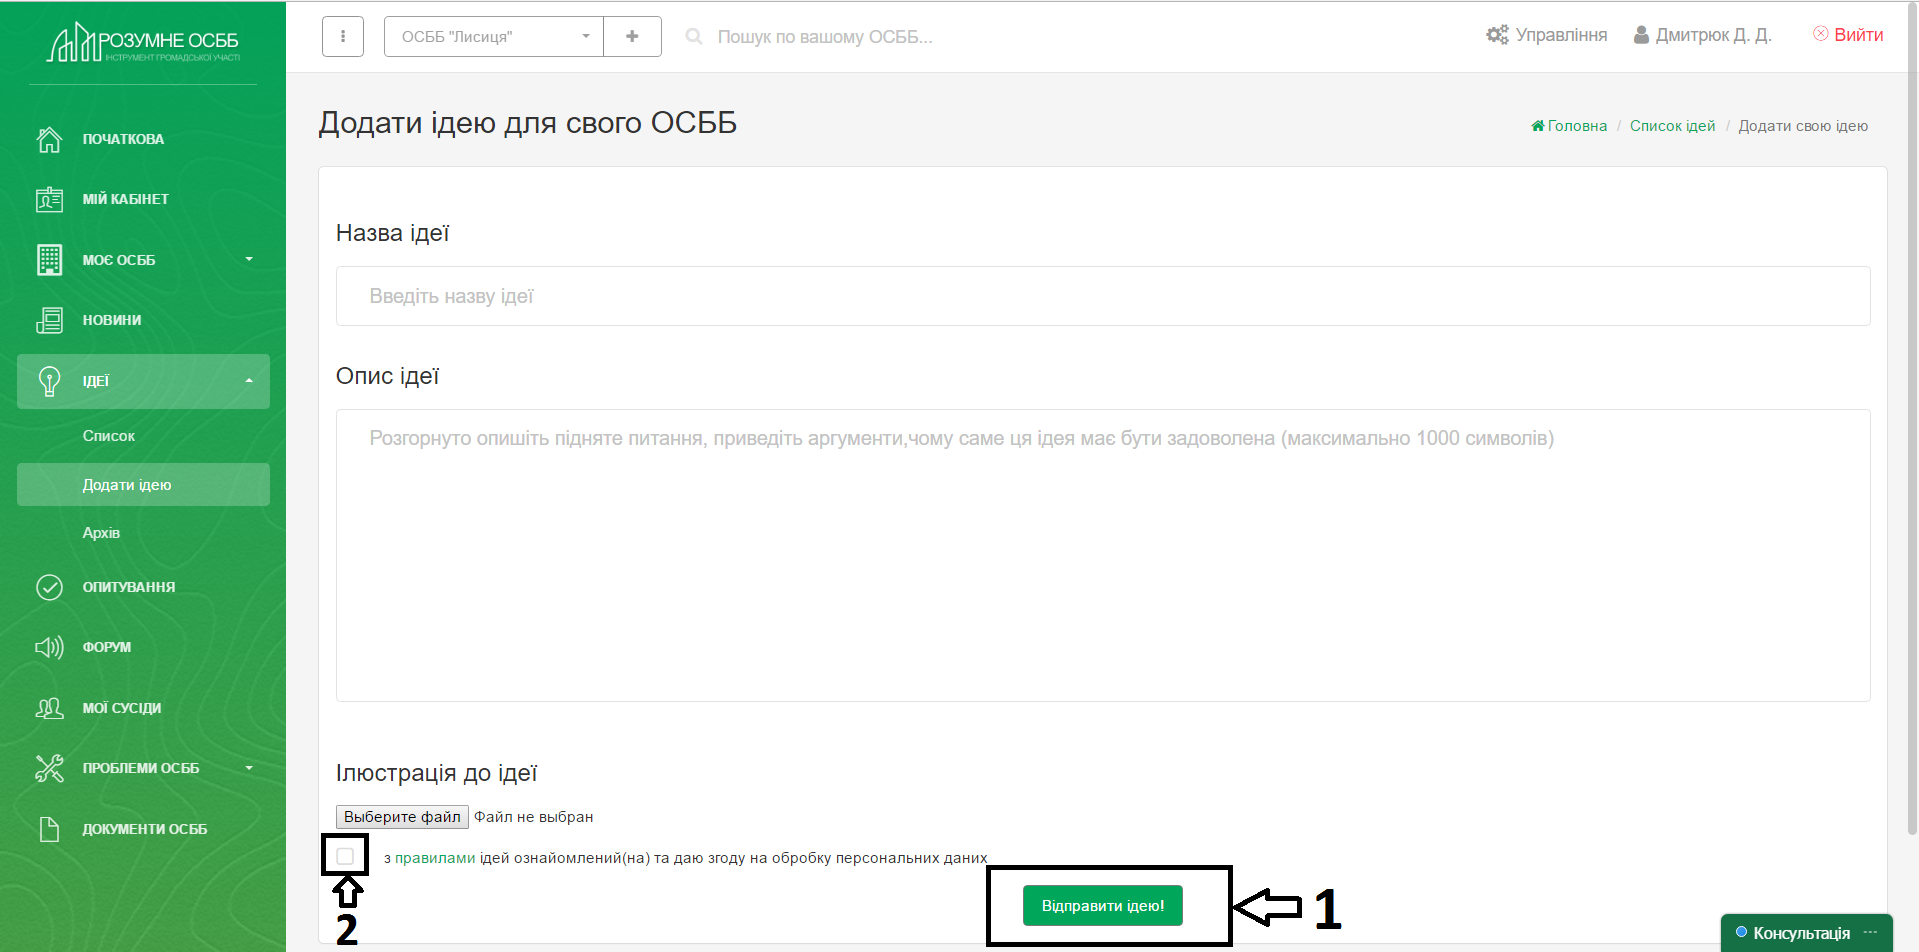 РОЗУМНЕ ОСББ
ІНСТРУМЕНТ ГРОМАДСЬКОЇ УЧАСТІ
ОСББ "Лисиця"
Пошук по вашому ОСББ...
Управління
Дмитрюк Д. Д.
Вийти
ПОЧАТКОВА
МІЙ КАБІНЕТ
МОЄ ОСББ
НОВИНИ
ІДЕЇ
Список
Додати ідею
Архів
ОПИТУВАННЯ
ФОРУМ
МОЇ СУСІДИ
ПРОБЛЕМИ ОСББ
ДОКУМЕНТИ ОСББ
Додати ідею для свого ОСББ
Головна / Список ідей / Додати свою ідею
Назва ідеї
Введіть назву ідеї
Опис ідеї
Розгорнуто опишіть підняте питання, приведіть аргументи,чому саме ця ідея має бути задоволена (максимально 1000 символів)
Ілюстрація до ідеї
Выберите файл Файл не выбран
з правилами ідей ознайомлений(на) та даю згоду на обробку персональних даних
Відправити ідею!
1
2
Консультація